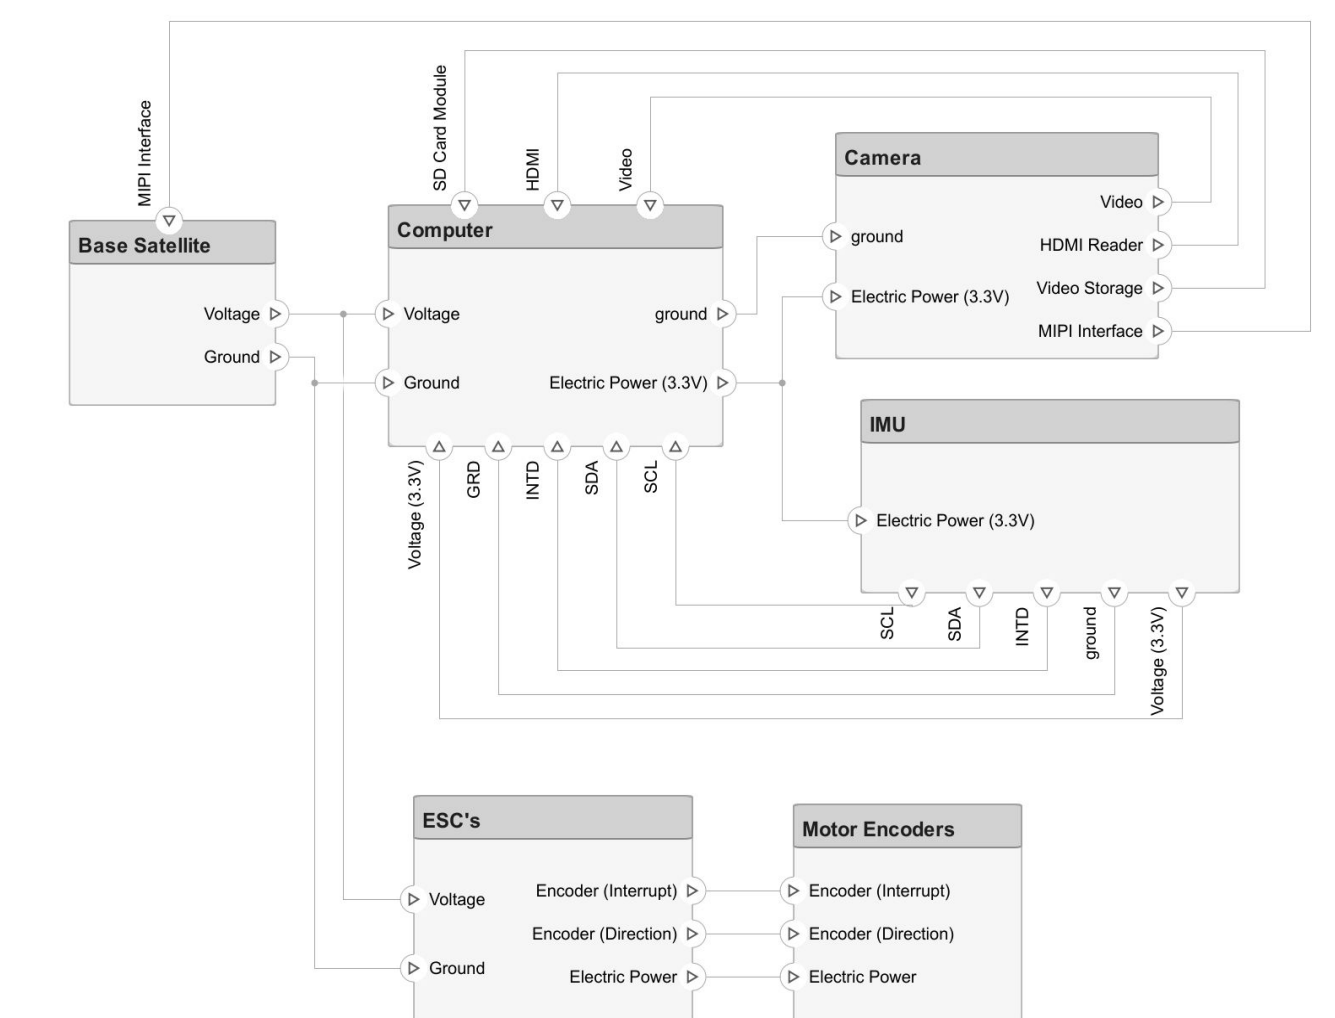 MIPI Interface
SD Card Module
HDMI
Video
Base Satellite
Voltage
Ground
Computer
Voltage
Ground
ground
Electric Power (3.3V)
Voltage (3.3V)
GRD
INTD
SDA
SCL
Camera
ground
Electric Power (3.3V)
Video
HDMI Reader
Video Storage
MIPI Interface
IMU
Electric Power (3.3V)
SCL
SDA
INTD
ground
Voltage (3.3V)
ESC's
Voltage
Ground
Encoder (Interrupt)
Encoder (Direction)
Electric Power
Motor Encoders
Encoder (Interrupt)
Encoder (Direction)
Electric Power